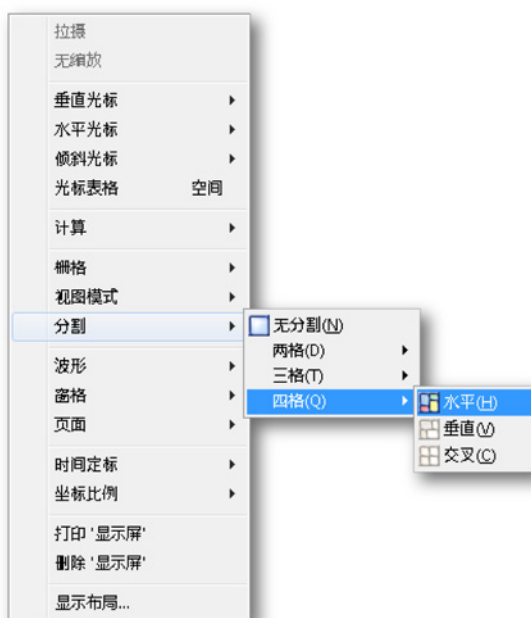 拉摄
无缩放
垂直光标
水平光标
倾斜光标
光标表格 空间
计算
栅格
视图模式
分割
无分割(N)
两格(D)
三格(T)
四格(Q)
水平(H)
垂直(V)
交叉(C)
波形
窗格
页面
时间定标
坐标比例
打印 '显示屏'
删除 '显示屏'
显示布局...